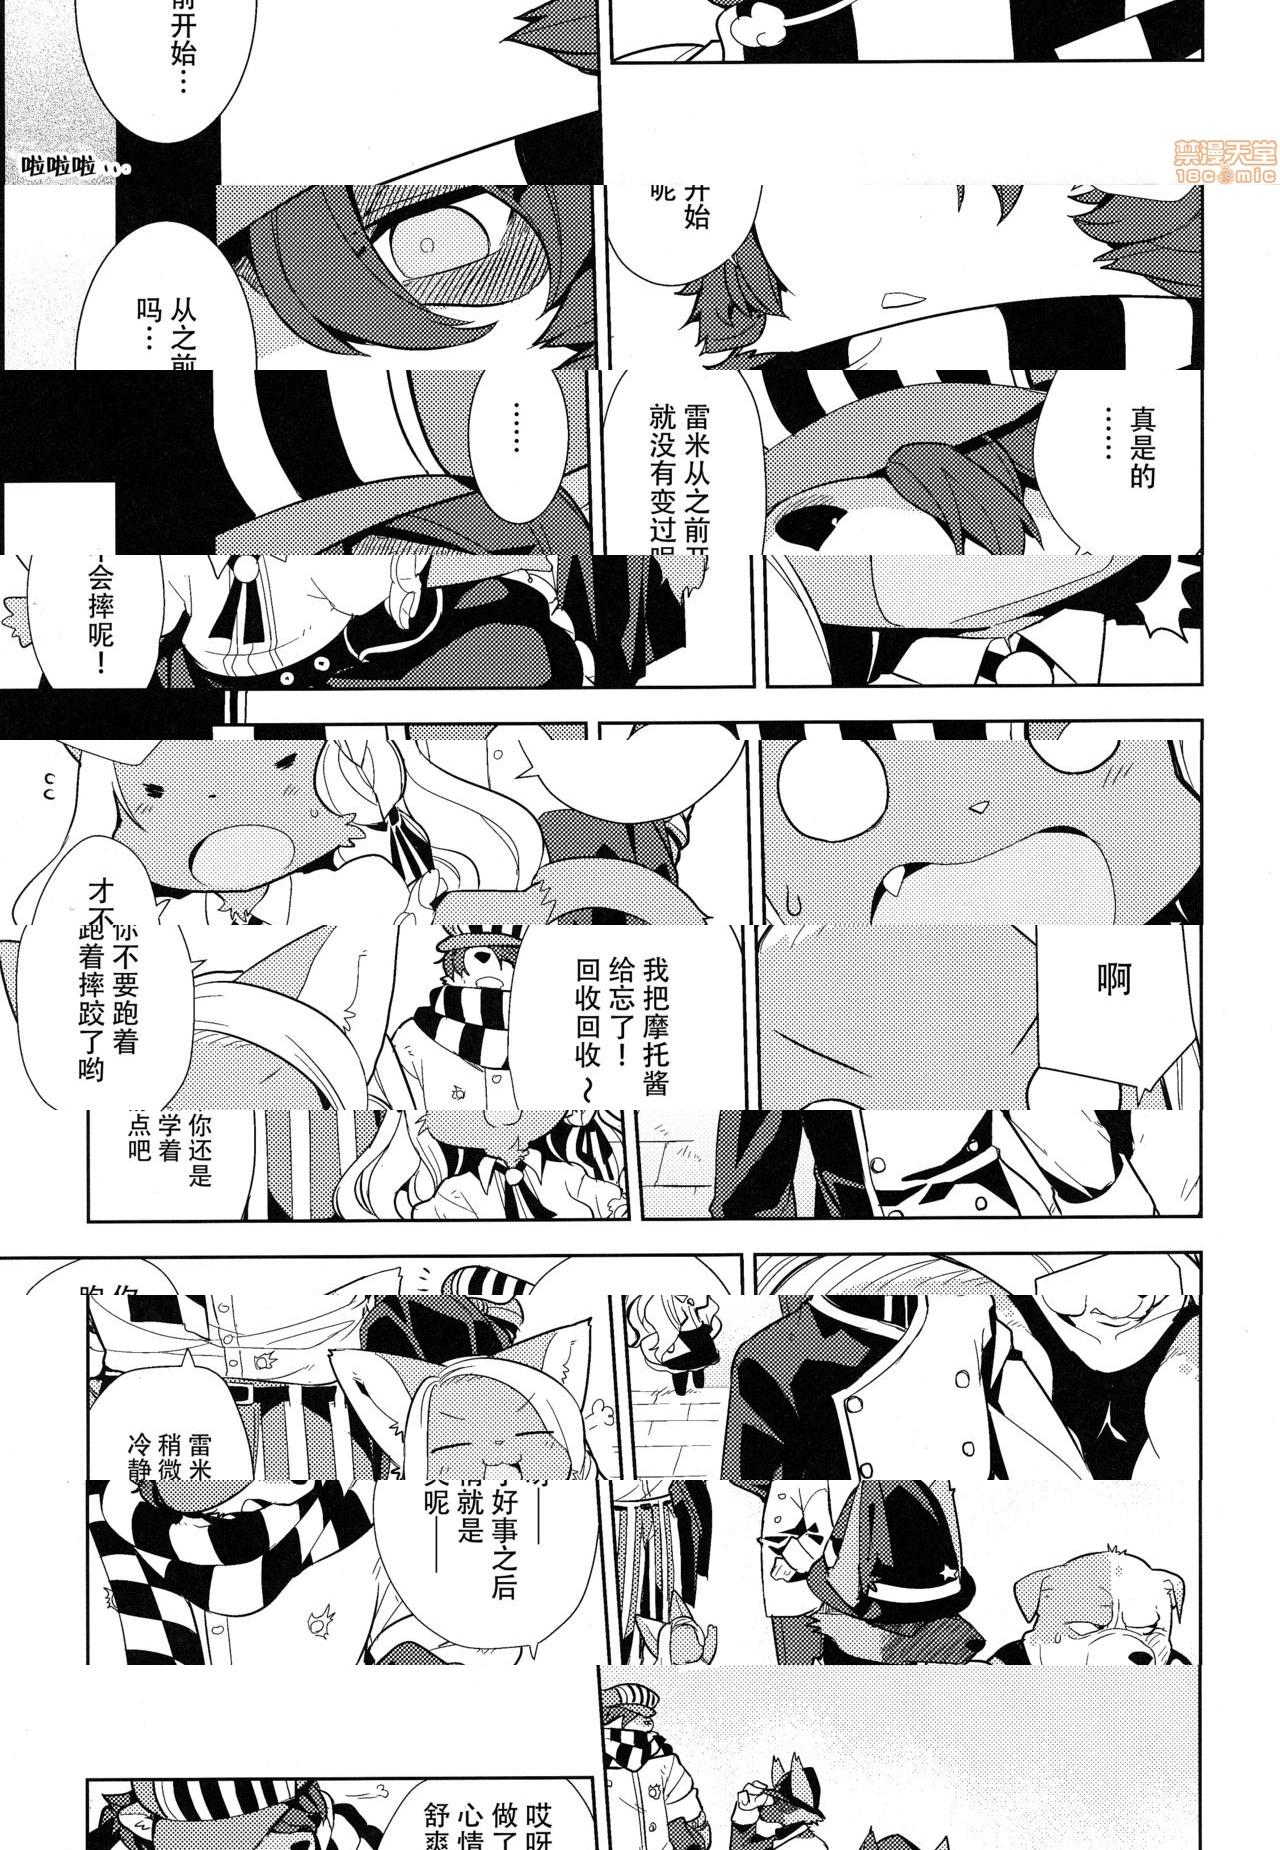 前开始…
啦啦啦…
禁漫天堂
18comic
开始
呢
从之前
吗…
……
雷米从之前开
就没有变过呢
真是的
……
会摔呢！
才不
你不要跑着
跑着摔跤了哟
我把摩托酱
给忘了！
回收回收～
啊
你还是
学着
点吧
雷米
稍微
冷静
好事之后
情就是
呢——
哎呀
做了
心情
舒爽